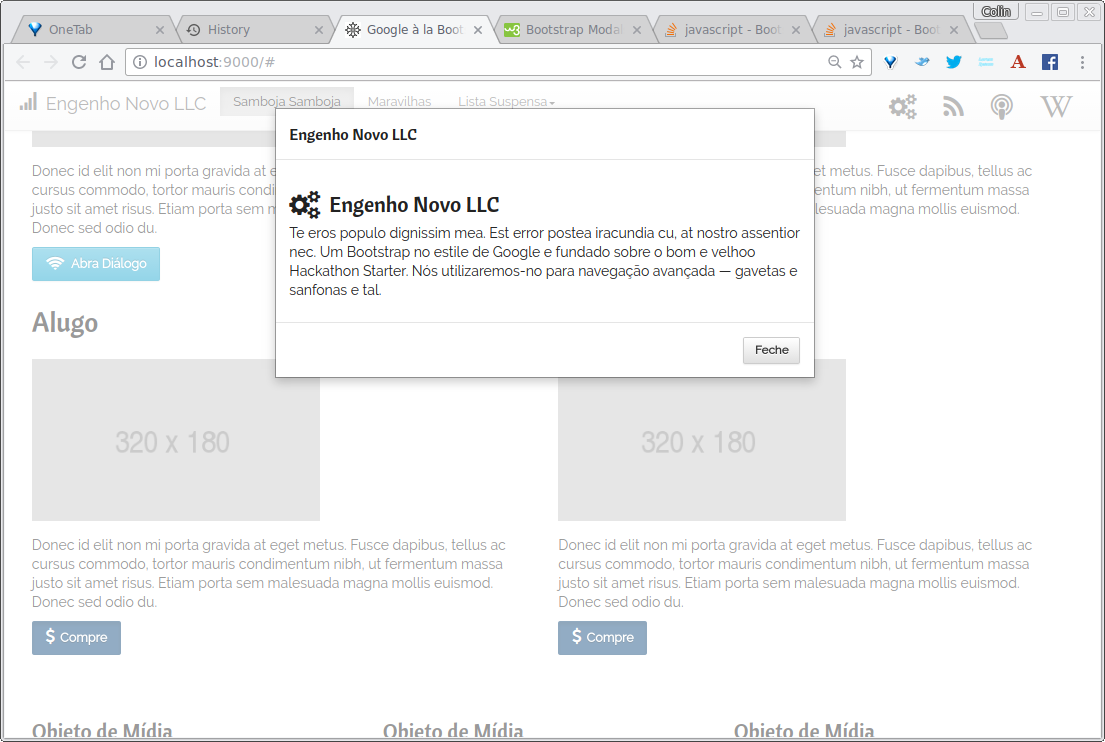 Colin
OneTab
History
Google à la Boot
Bootstrap Modal
javascript - Boot
javascript - Boot
localhost:9000/#
Engenho Novo LLC
Samboja Samboja
Maravilhas
Lista Suspensa
Engenho Novo LLC
Engenho Novo LLC
Te eros populo dignissim mea. Est error postea iracundia cu, at nostro assentior
nec. Um Bootstrap no estile de Google e fundado sobre o bom e velhoo
Hackathon Starter. Nós utilizaremos-no para navegação avançada — gavetas e
sanfonas e tal.
Feche
Donec id elit non mi porta gravida at e
cursus commodo, tortor mauris condim
justo sit amet risus. Etiam porta sem m
Donec sed odio du.
get metus. Fusce dapibus, tellus ac
entum nibh, ut fermentum massa
lesuada magna mollis euismod.
Abra Diálogo
Alugo
320 x 180
320 x 180
Donec id elit non mi porta gravida at eget metus. Fusce dapibus, tellus ac
cursus commodo, tortor mauris condimentum nibh, ut fermentum massa
justo sit amet risus. Etiam porta sem malesuada magna mollis euismod.
Donec sed odio du.
$ Compre
Donec id elit non mi porta gravida at eget metus. Fusce dapibus, tellus ac
cursus commodo, tortor mauris condimentum nibh, ut fermentum massa
justo sit amet risus. Etiam porta sem malesuada magna mollis euismod.
Donec sed odio du.
$ Compre
Objeto de Mídia
Objeto de Mídia
Objeto de Mídia